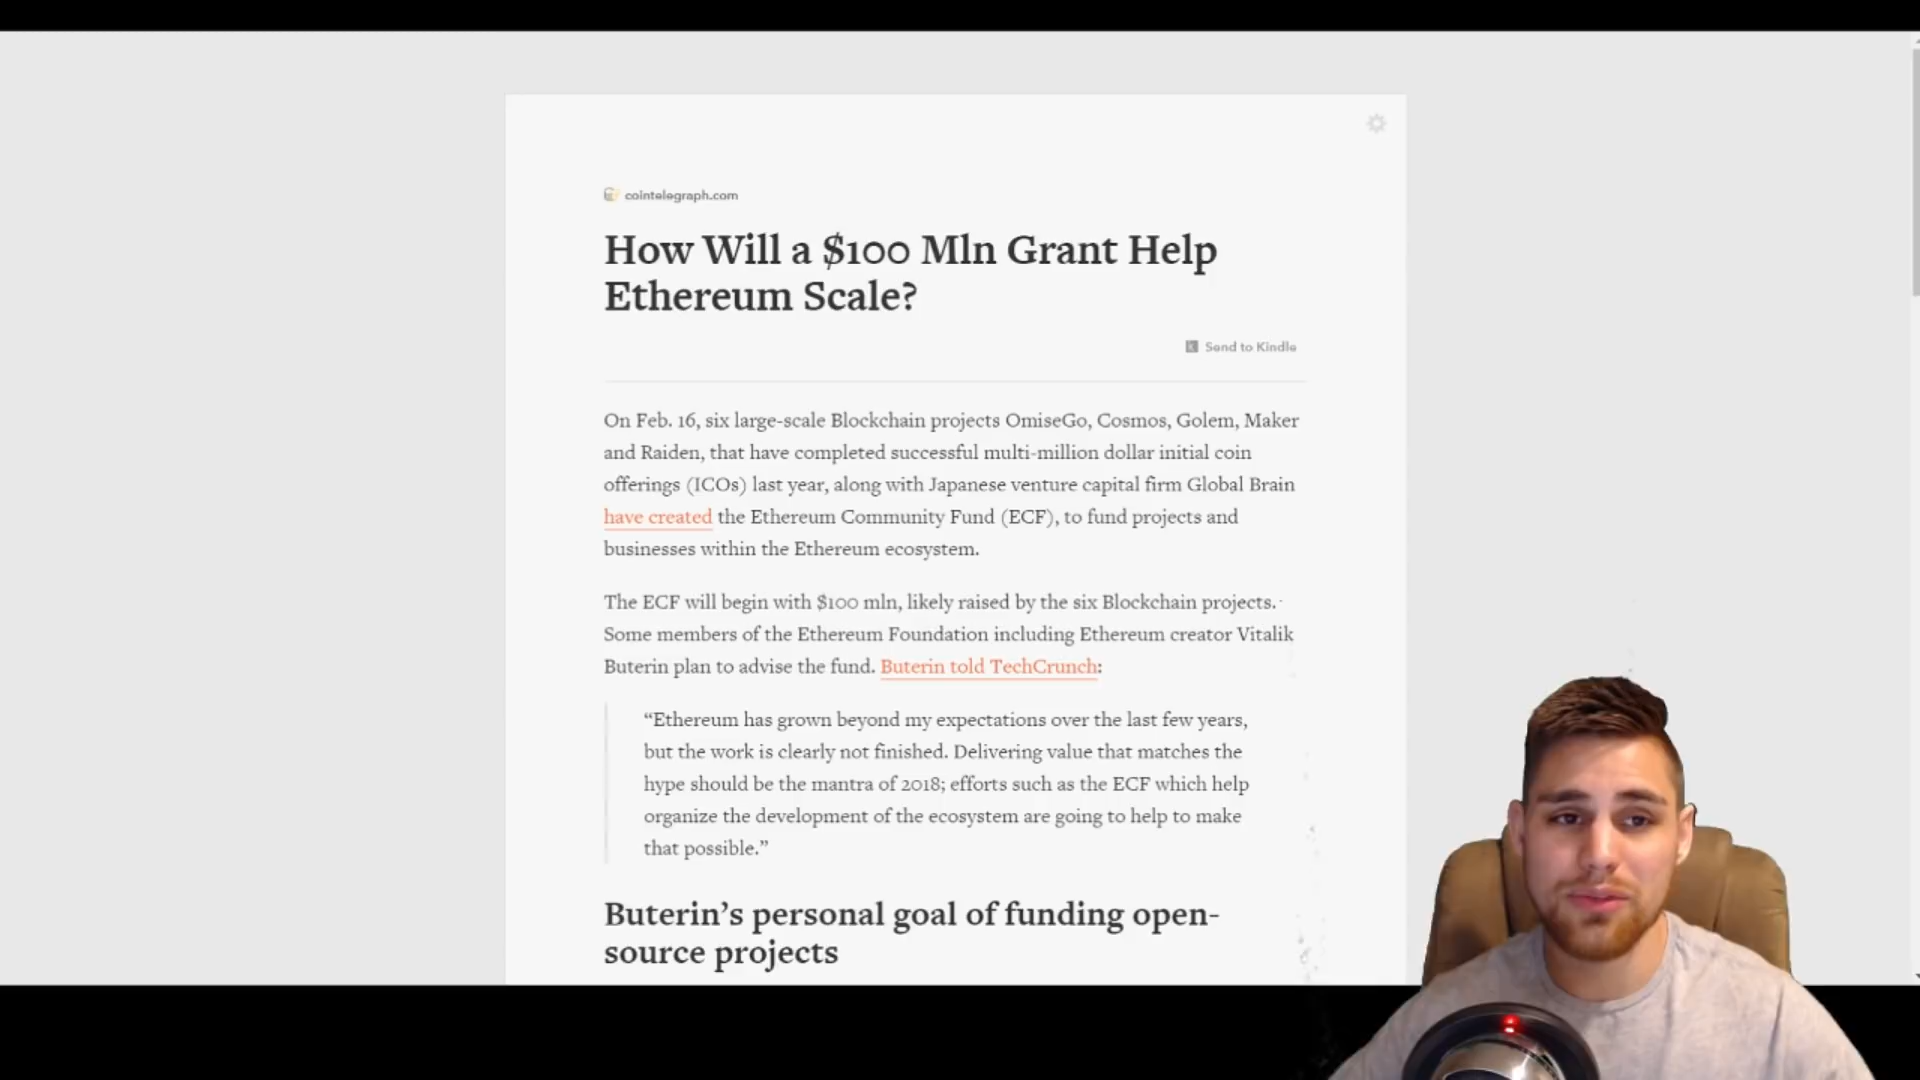 cointelegraph.com
How Will a $100 Mln Grant Help
Ethereum Scale?
Send to Kindle
On Feb. 16, six large-scale Blockchain projects OmiseGo, Cosmos, Golem, Maker
and Raiden, that have completed successful multi-million dollar initial coin
offerings (ICOs) last year, along with Japanese venture capital firm Global Brain
have created the Ethereum Community Fund (ECF), to fund projects and
businesses within the Ethereum ecosystem.
The ECF will begin with $100 mln, likely raised by the six Blockchain projects.
Some members of the Ethereum Foundation including Ethereum creator Vitalik
Buterin plan to advise the fund. Buterin told TechCrunch:
“Ethereum has grown beyond my expectations over the last few years,
but the work is clearly not finished. Delivering value that matches the
hype should be the mantra of 2018; efforts such as the ECF which help
organize the development of the ecosystem are going to help to make
that possible.”
Buterin’s personal goal of funding open-
source projects